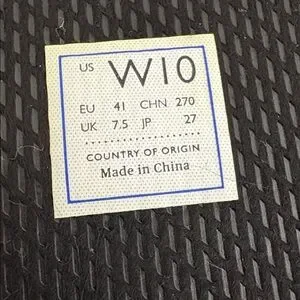 US W10
EU 41 CHN 270
UK 7.5 JP 27
COUNTRY OF ORIGIN
Made in China